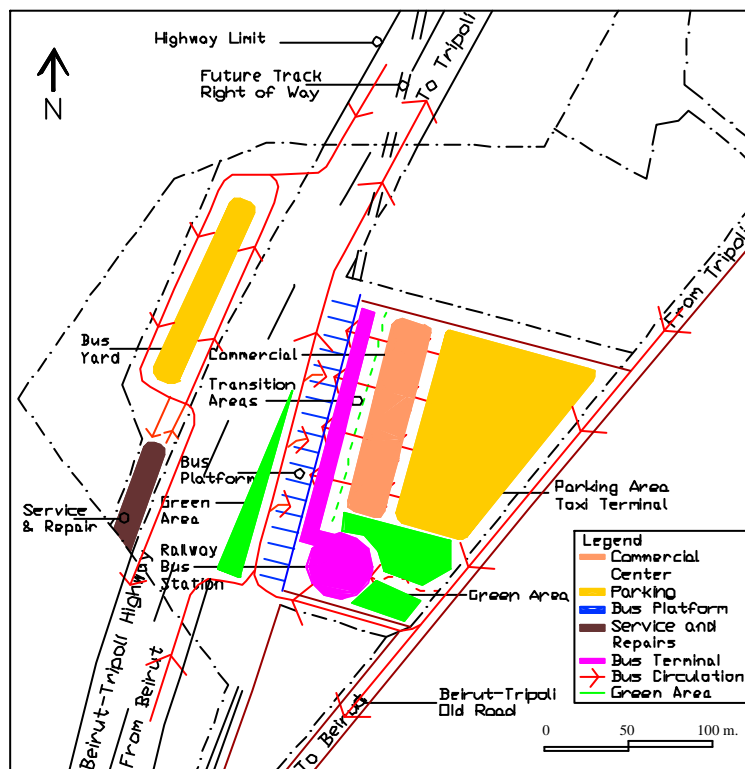 Highway Limit
To Tripoli
Future Track
Right of Way
N
From Tripoli
Bus
Yard
Commercial
Transition
Areas
Bus
Platform
Green
Area
Service
& Repair
Railway
Bus
Station
Parking Area
Taxi Terminal
Green Area
Legend
Commercial
Center
Parking
Bus Platform
Service and
Repairs
Bus Terminal
Bus Circulation
Green Area
Beirut-Tripoli Highway
From Beirut
To Beirut
Beirut-Tripoli
Old Road
0 50 100 m.